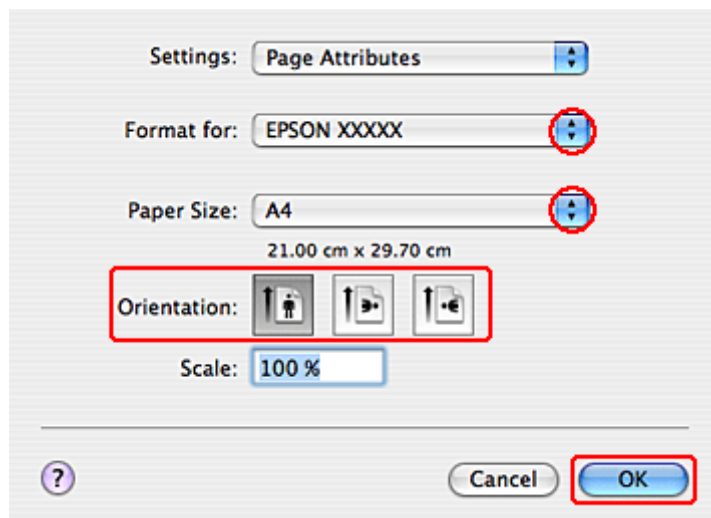 Settings: Page Attributes
Format for: EPSON XXXXX
Paper Size: A4
21.00 cm x 29.70 cm
Orientation:
Scale: 100 %
? Cancel OK